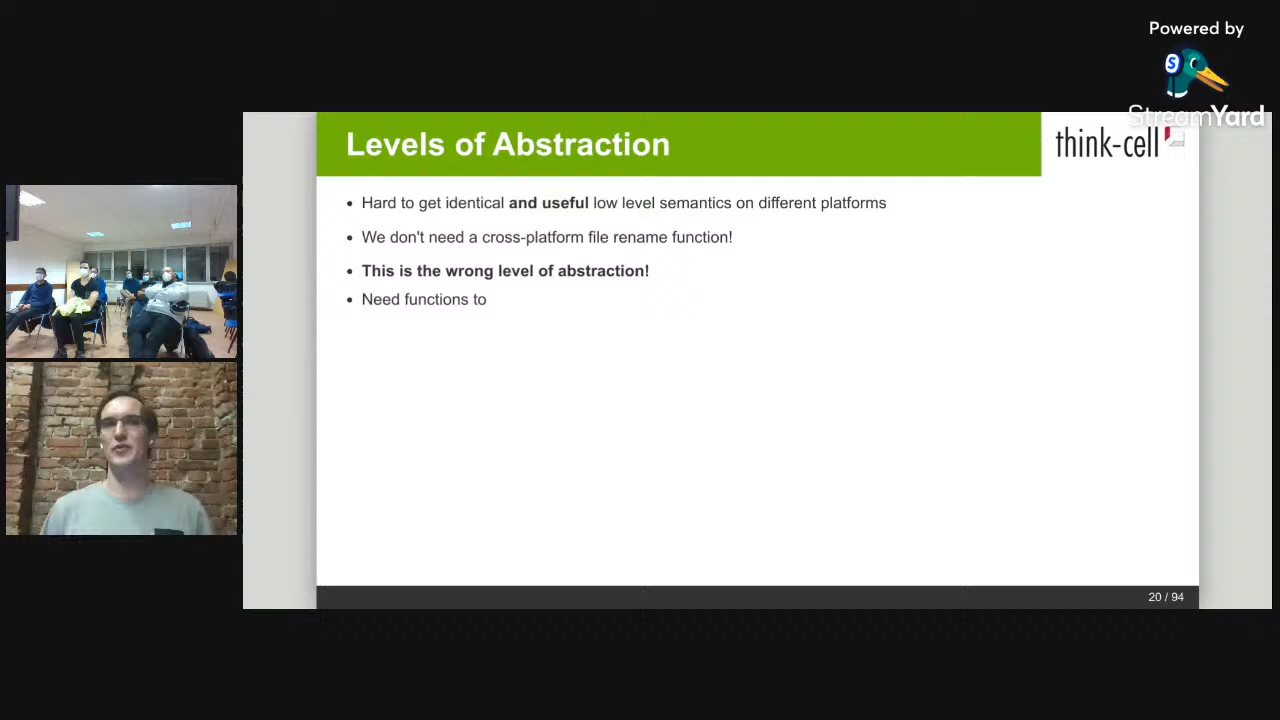 Powered by
S
StreamYard
Levels of Abstraction
think-cell
• Hard to get identical and useful low level semantics on different platforms
• We don't need a cross-platform file rename function!
• This is the wrong level of abstraction!
• Need functions to
20 / 94